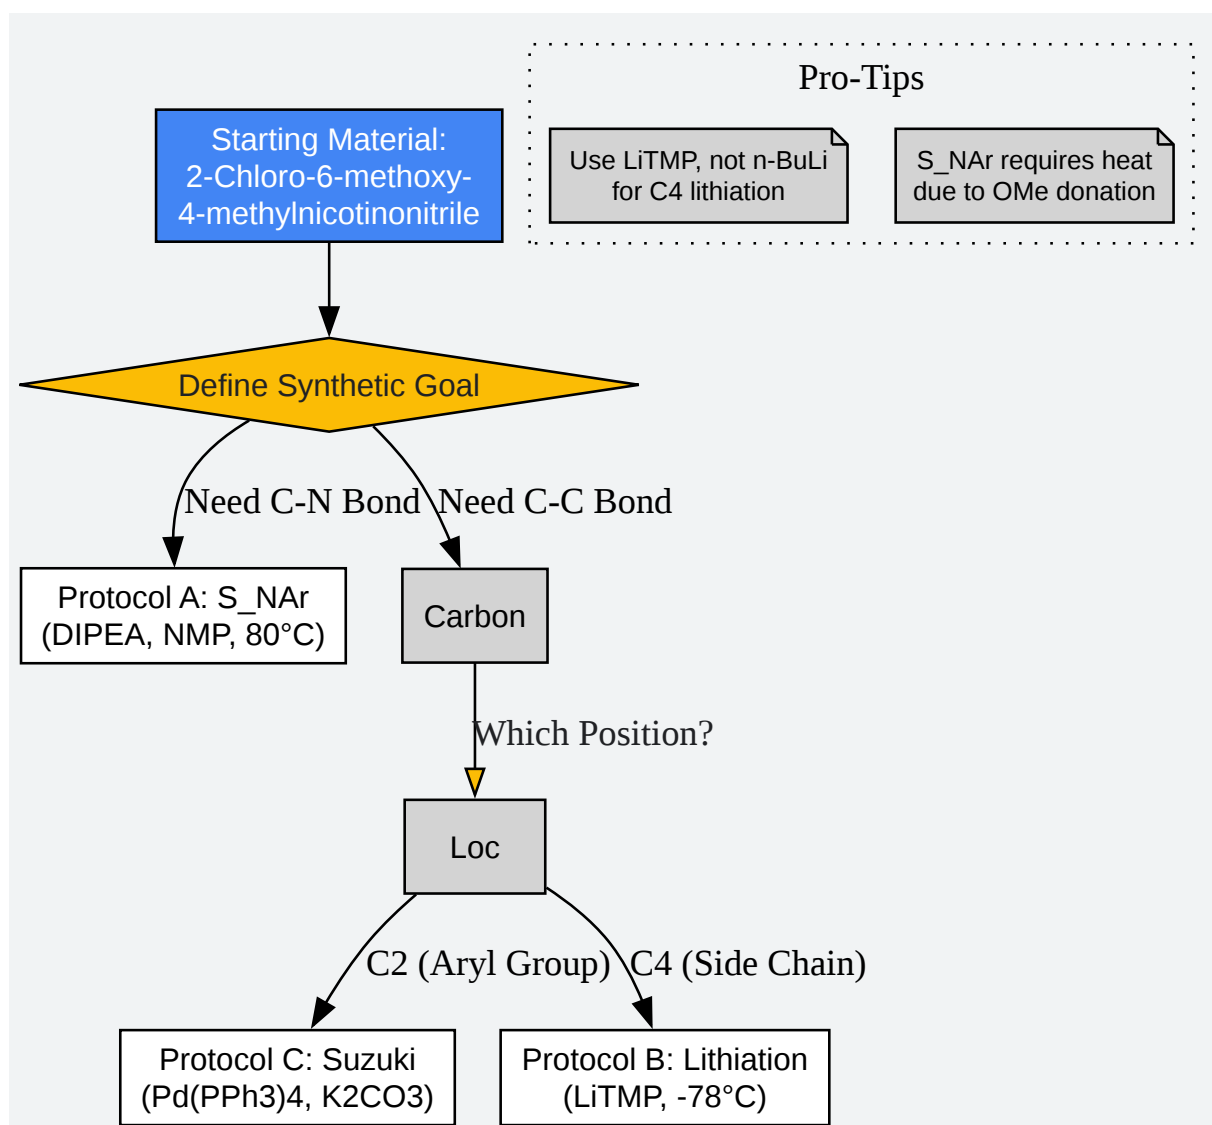 Pro-Tips
Starting Material:
2-Chloro-6-methoxy-
4-methylnicotinonitrile
Use LiTMP, not n-BuLi
for C4 lithiation
S_NAr requires heat
due to OMe donation
Define Synthetic Goal
Need C-N Bond
Need C-C Bond
Protocol A: S_NAr
(DIPEA, NMP, 80°C)
Carbon
Which Position?
Loc
C2 (Aryl Group)
C4 (Side Chain)
Protocol C: Suzuki
(Pd(PPh3)4, K2CO3)
Protocol B: Lithiation
(LiTMP, -78°C)